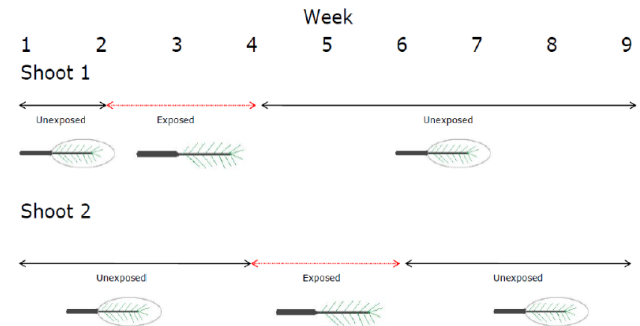 Week
1 2 3 4 5 6 7 8 9
Shoot 1
Unexposed Exposed Unexposed
Shoot 2
Unexposed Exposed Unexposed